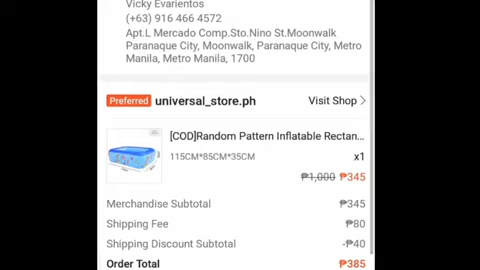 Vicky Evarientos
(+63) 916 466 4572
Apt.L Mercado Comp.Sto.Nino St.Moonwalk
Paranaque City, Moonwalk, Paranaque City, Metro
Manila, Metro Manila, 1700
Preferred universal_store.ph Visit Shop >
[COD]Random Pattern Inflatable Rectan...
115CM*85CM*35CM x1
₱1,000 ₱345
Merchandise Subtotal ₱345
Shipping Fee ₱80
Shipping Discount Subtotal -₱40
Order Total ₱385